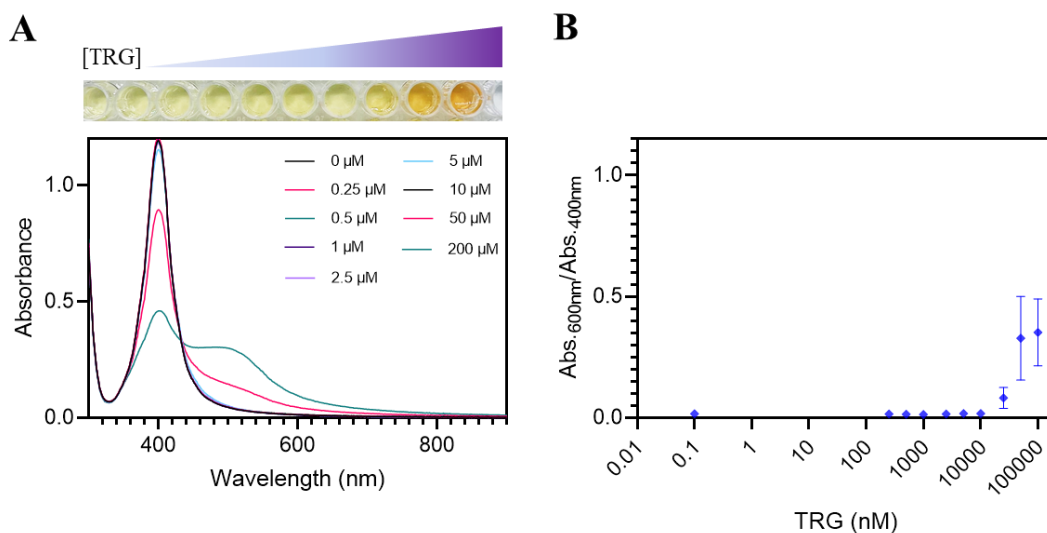 A
[TRG]
Absorbance
1.0
0.5
0.0
0 µM
0.25 µM
0.5 µM
1 µM
2.5 µM
5 µM
10 µM
50 µM
200 µM
400
600
800
Wavelength (nm)
B
Abs.600nm/Abs.400nm
1.0
0.5
0.0
0.01
0.1
1
10
100
1000
10000
100000
TRG (nM)